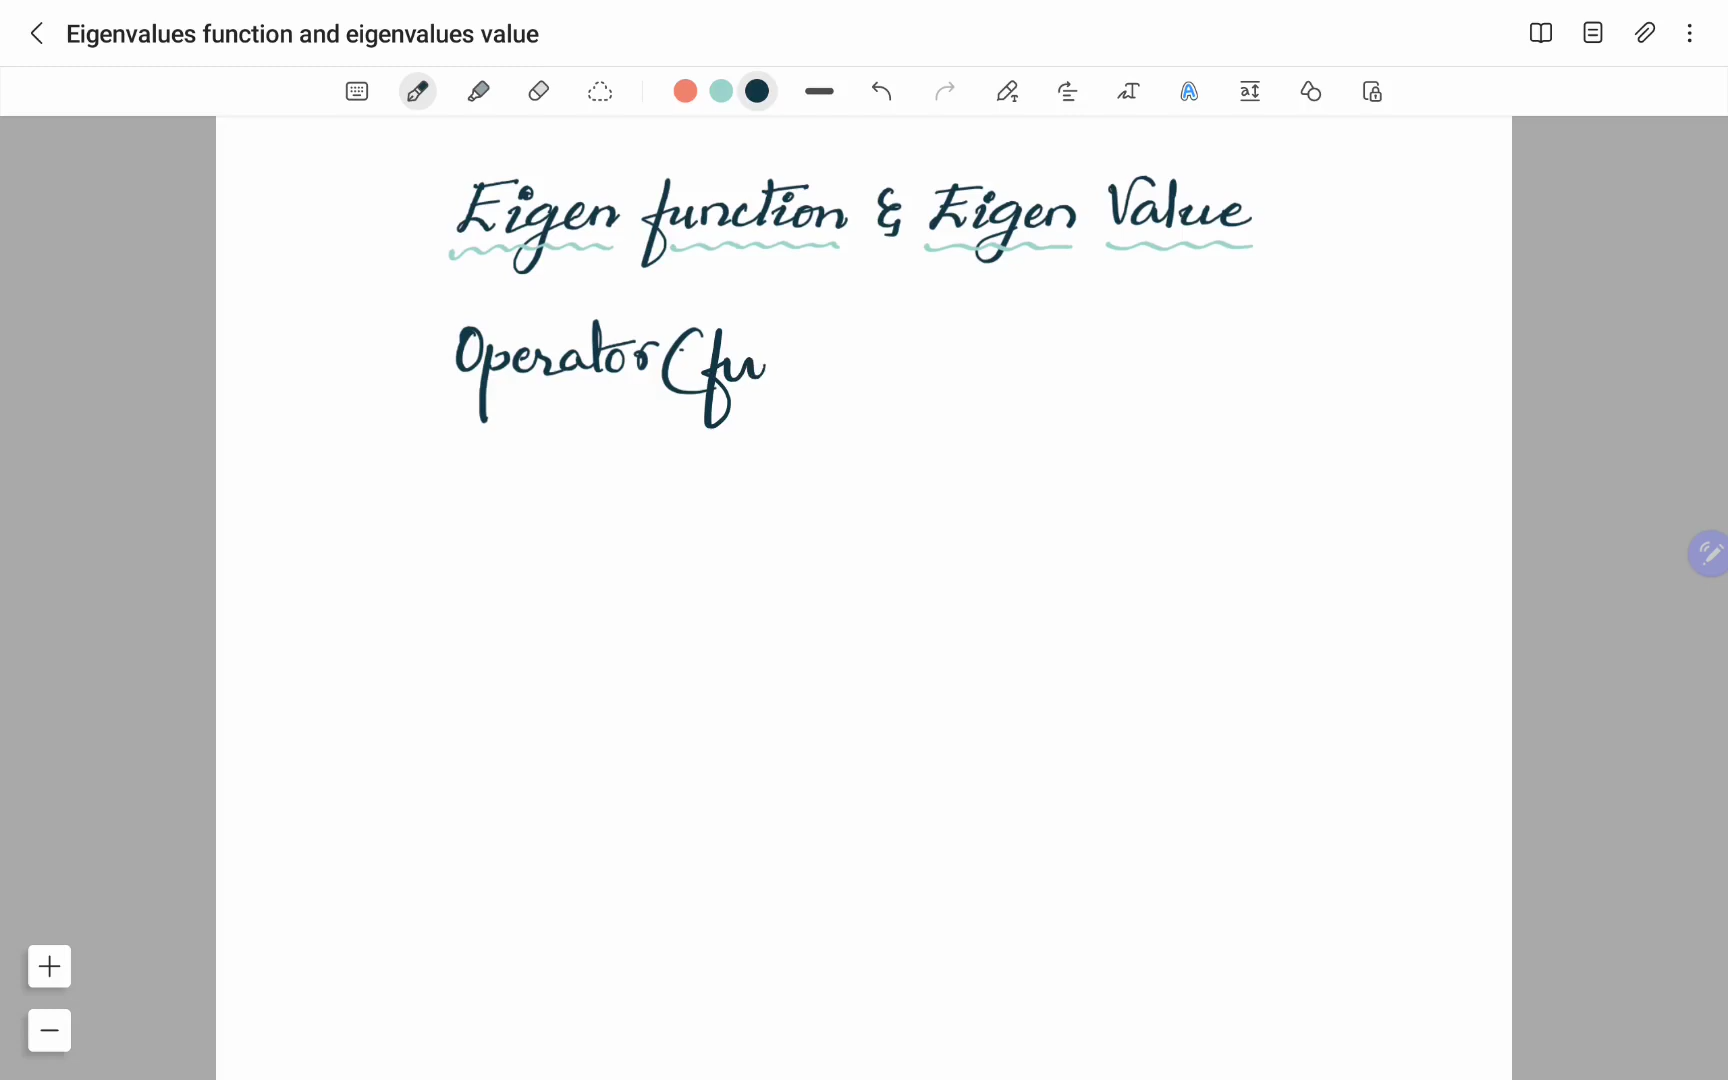 Eigenvalues function and eigenvalues value
Eigen function & Eigen Value
Operator (fu